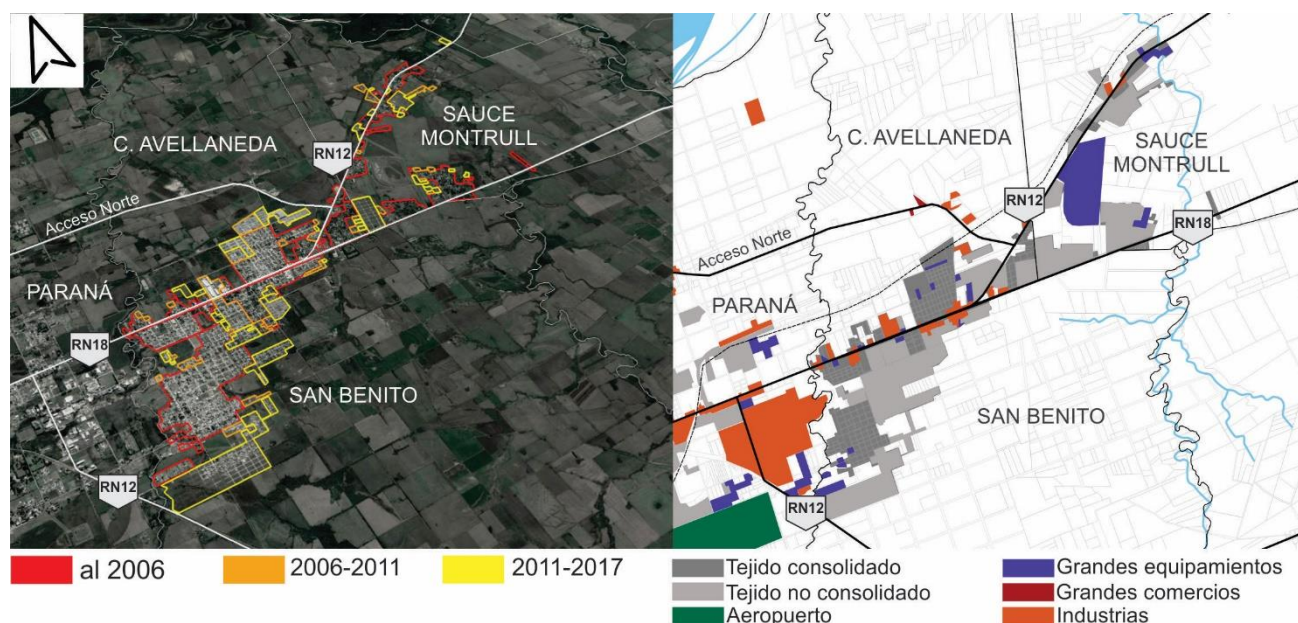 C. AVELLANEDA
SAUCE
MONTRULL
RN12
Acceso Norte
PARANÁ
RN18
SAN BENITO
RN12
al 2006
2006-2011
2011-2017
C. AVELLANEDA
SAUCE
MONTRULL
RN12
RN18
Acceso Norte
PARANÁ
SAN BENITO
RN12
Tejido consolidado
Tejido no consolidado
Aeropuerto
Grandes equipamientos
Grandes comercios
Industrias